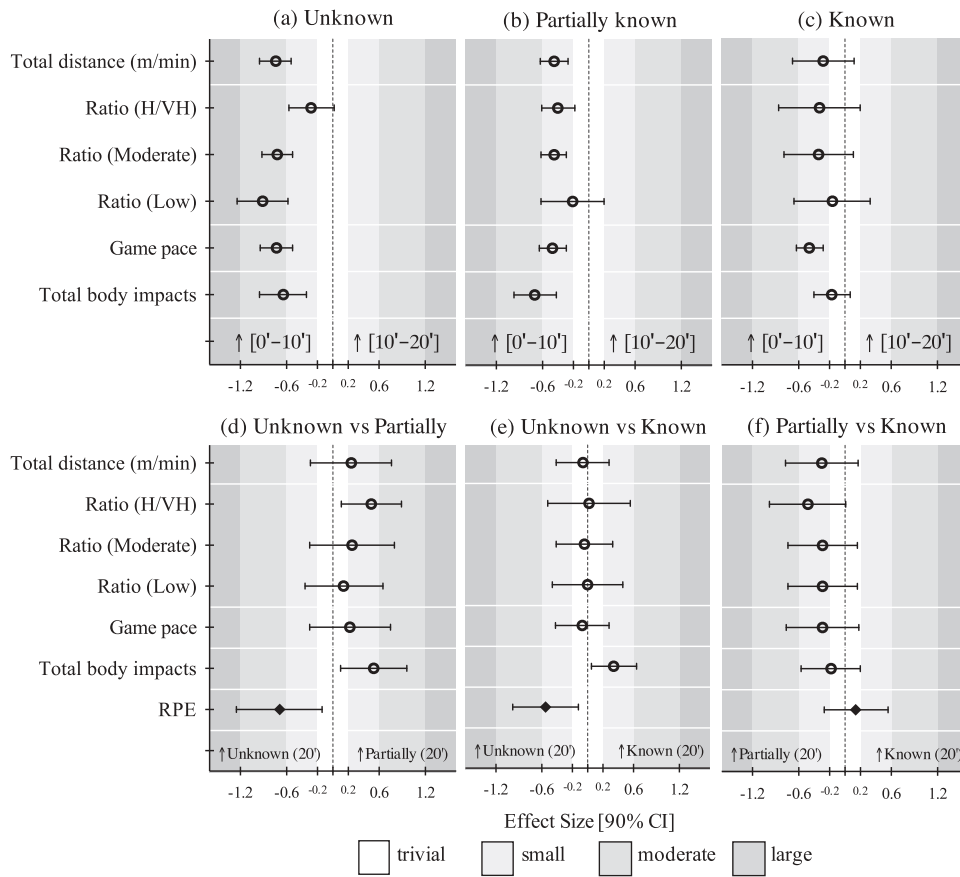 (a) Unknown
(b) Partially known
(c) Known
Total distance (m/min)
Ratio (H/VH)
Ratio (Moderate)
Ratio (Low)
Game pace
Total body impacts
↑ [0'−10'] ↑ [10'−20']
↑ [0'−10'] ↑ [10'−20']
↑ [0'−10'] ↑ [10'−20']
-1.2 -0.6 -0.2 0.2 0.6 1.2
-1.2 -0.6 -0.2 0.2 0.6 1.2
-1.2 -0.6 -0.2 0.2 0.6 1.2
(d) Unknown vs Partially
(e) Unknown vs Known
(f) Partially vs Known
Total distance (m/min)
Ratio (H/VH)
Ratio (Moderate)
Ratio (Low)
Game pace
Total body impacts
RPE
↑Unknown (20') ↑Partially (20')
↑Unknown (20') ↑Known (20')
↑Partially (20') ↑Known (20')
-1.2 -0.6 -0.2 0.2 0.6 1.2
-1.2 -0.6 -0.2 0.2 0.6 1.2
-1.2 -0.6 -0.2 0.2 0.6 1.2
Effect Size [90% CI]
trivial small moderate large